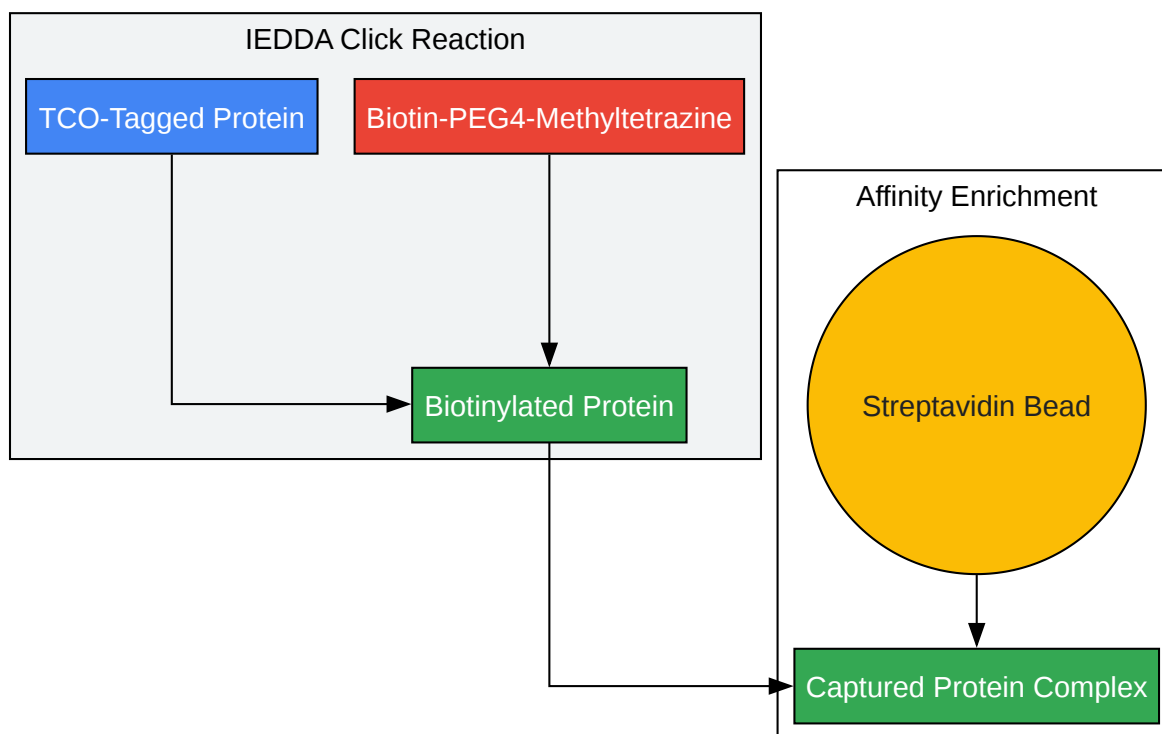 IEDDA Click Reaction
TCO-Tagged Protein
Biotin-PEG4-Methyltetrazine
Biotinylated Protein
Affinity Enrichment
Streptavidin Bead
Captured Protein Complex